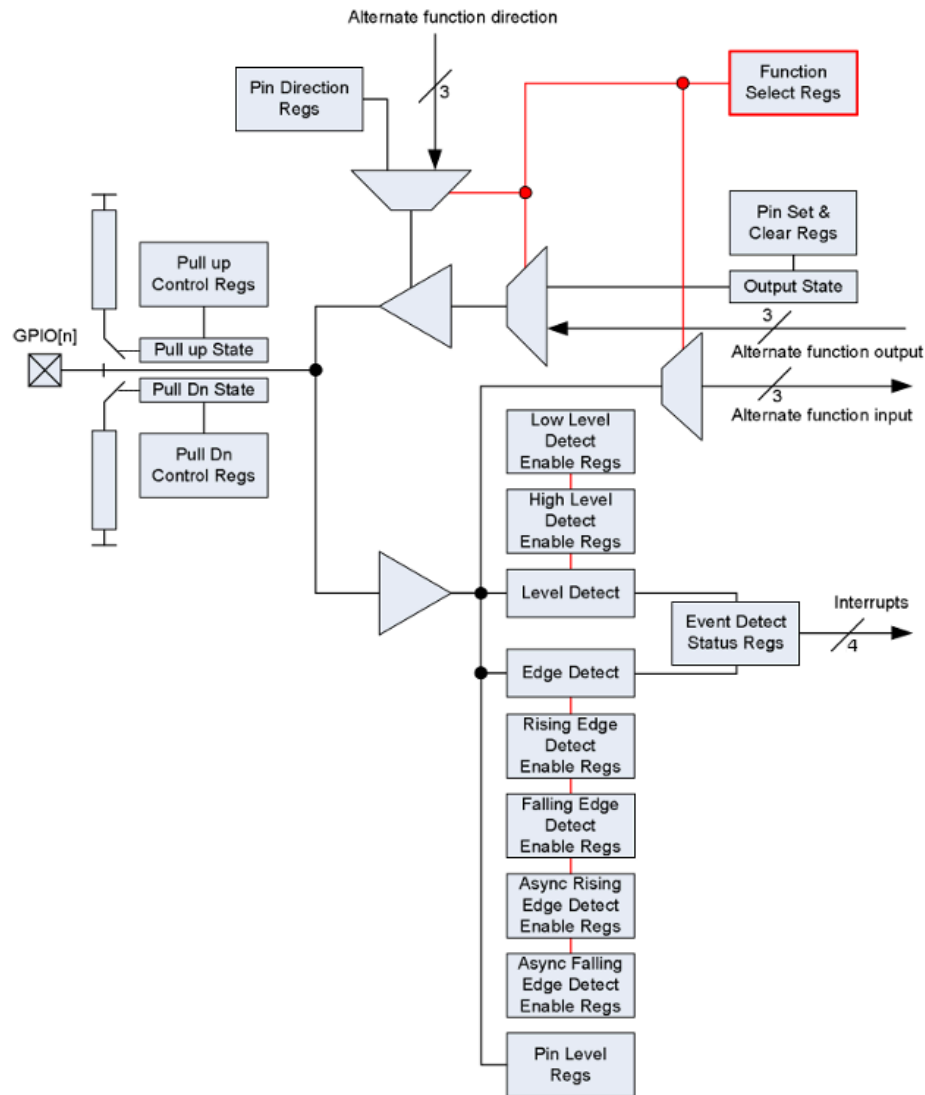 Alternate function direction
3
Pin Direction
Regs
Function
Select Regs
Pin Set &
Clear Regs
Output State
3
Alternate function output
3
Alternate function input
Pull up
Control Regs
Pull up State
GPIO[n]
Pull Dn State
Pull Dn
Control Regs
Low Level
Detect
Enable Regs
High Level
Detect
Enable Regs
Level Detect
Event Detect
Status Regs
Interrupts
4
Edge Detect
Rising Edge
Detect
Enable Regs
Falling Edge
Detect
Enable Regs
Async Rising
Edge Detect
Enable Regs
Async Falling
Edge Detect
Enable Regs
Pin Level
Regs